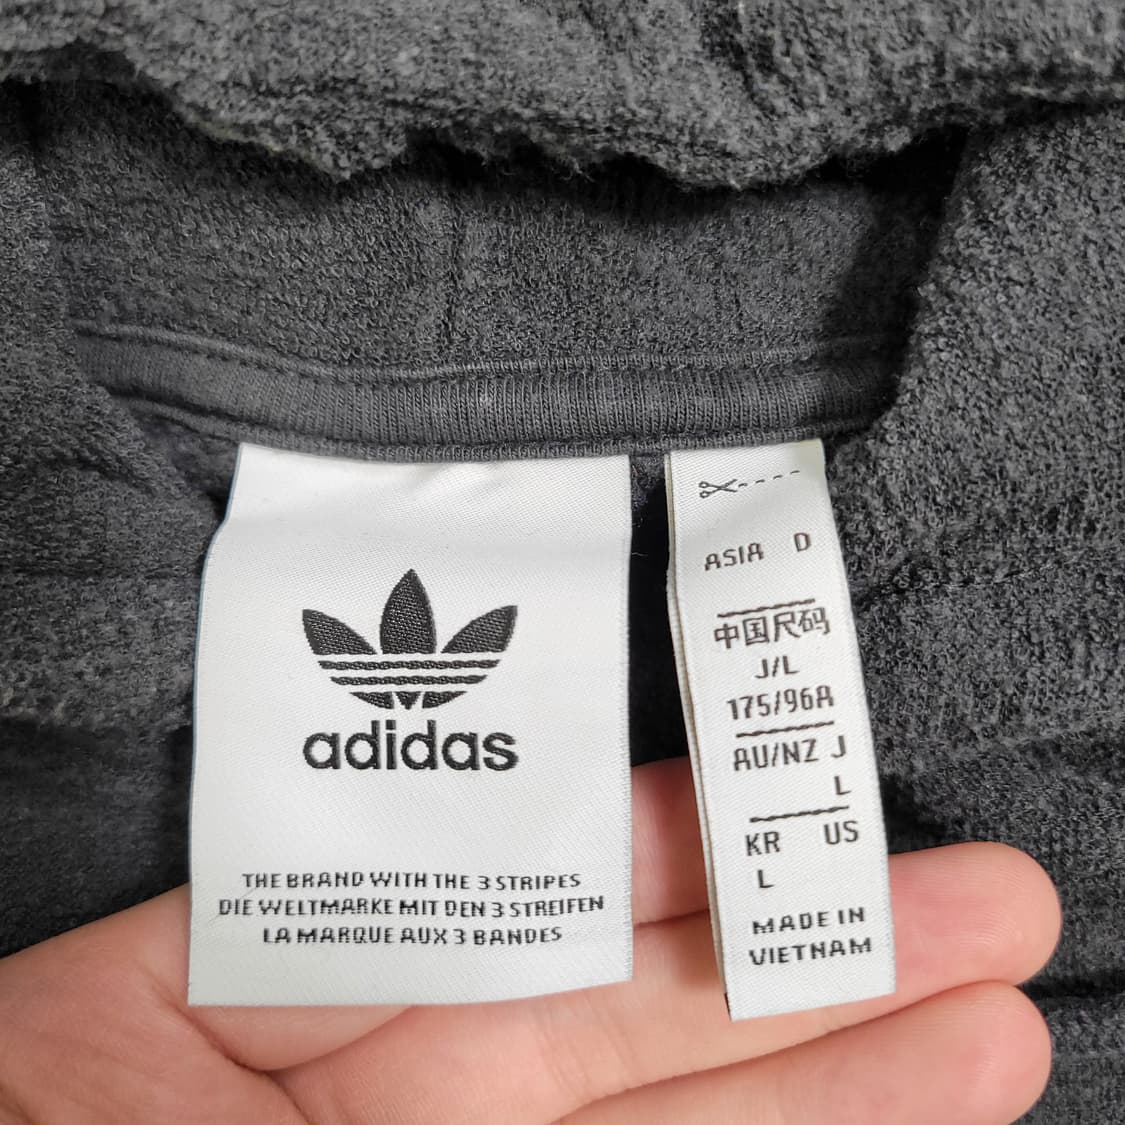 adidas
THE BRAND WITH THE 3 STRIPES
DIE WELTMARKE MIT DEN 3 STREIFEN
LA MARQUE AUX 3 BANDES
ASIA D
中国尺码
J/L
175/96A
AU/NZ J
L
KR US
L
MADE IN
VIETNAM